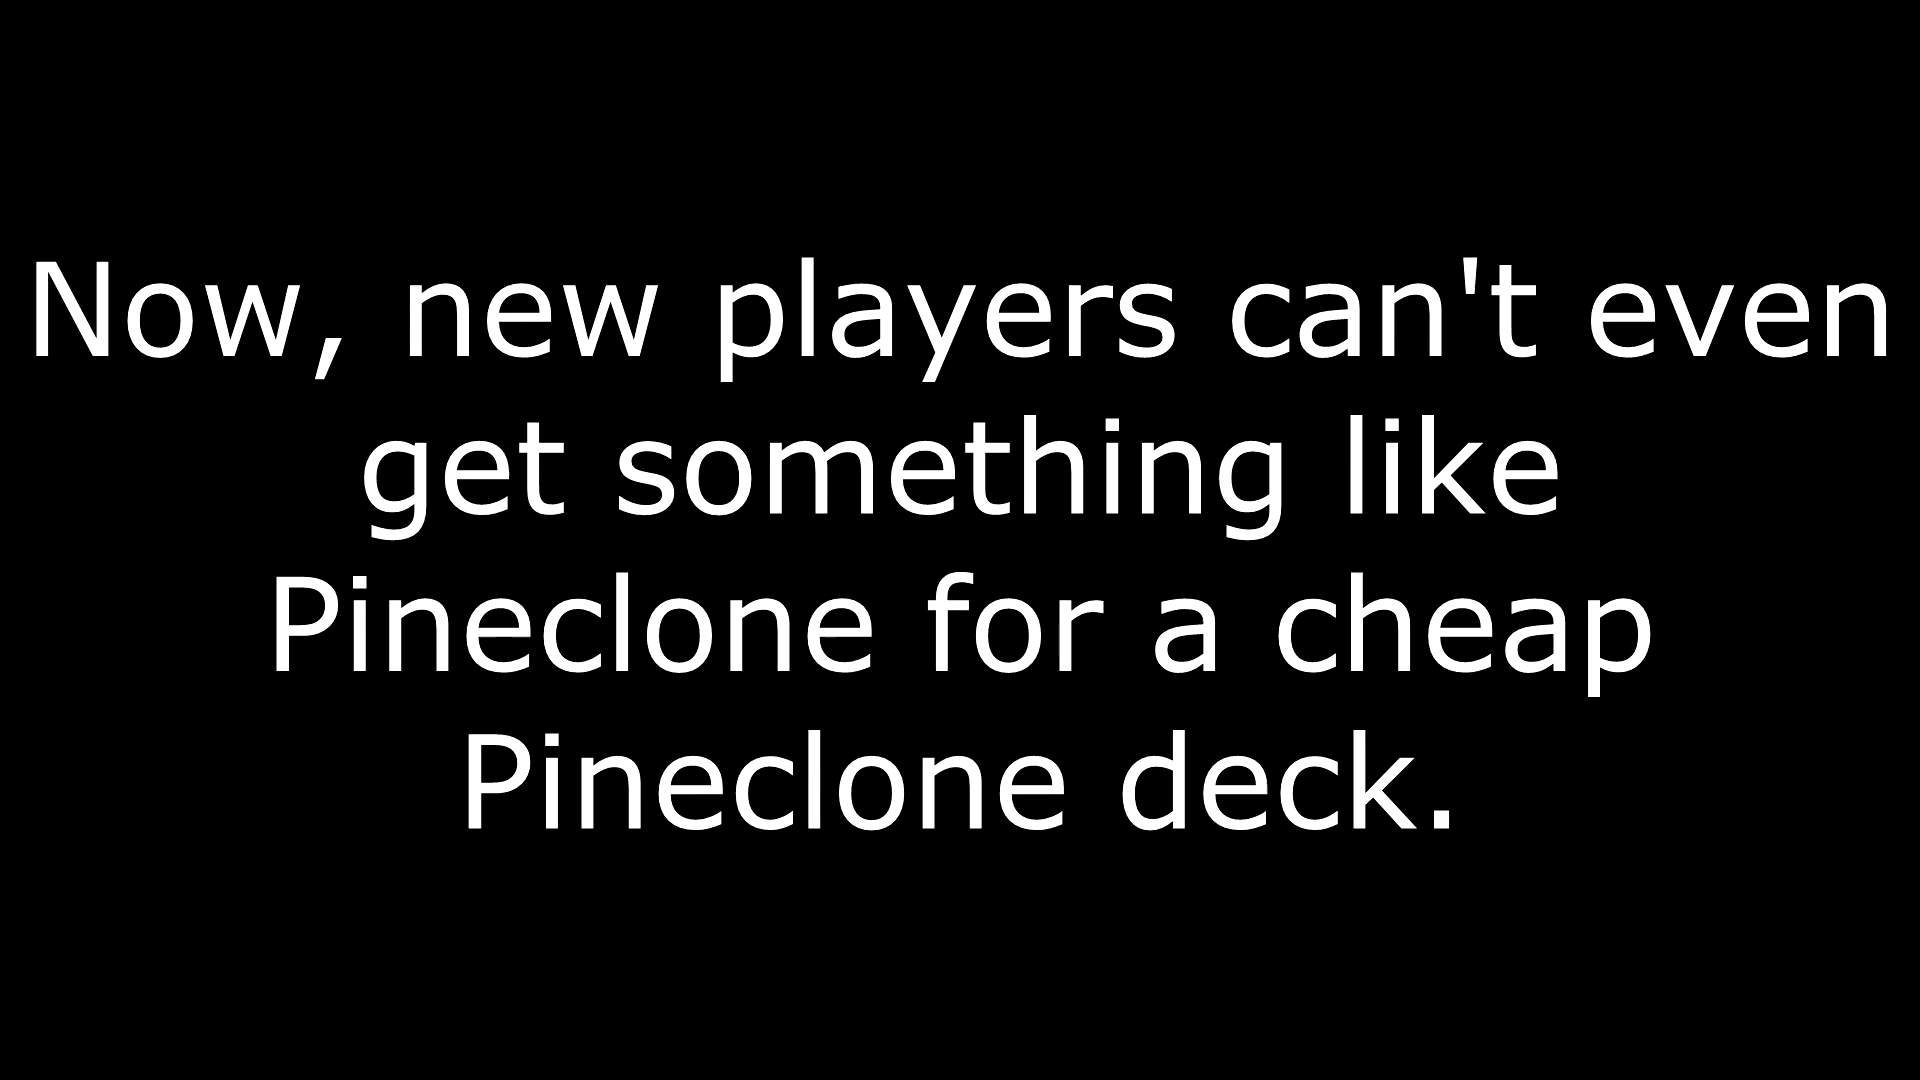 Now, new players can't even
get something like
Pineclone for a cheap
Pineclone deck.